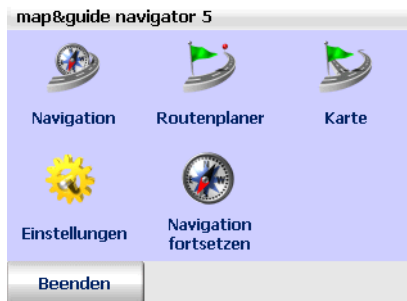 map&guide navigator 5
Navigation
Routenplaner
Karte
Einstellungen
Navigation
fortsetzen
Beenden